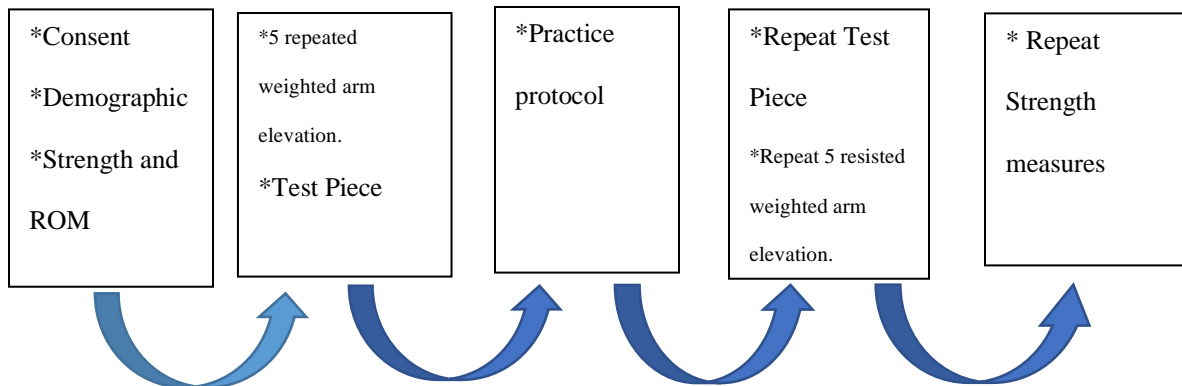 *Consent
*Demographic
*Strength and
ROM
*5 repeated
weighted arm
elevation.
*Test Piece
*Practice
protocol
*Repeat Test
Piece
*Repeat 5 resisted
weighted arm
elevation.
* Repeat
Strength
measures